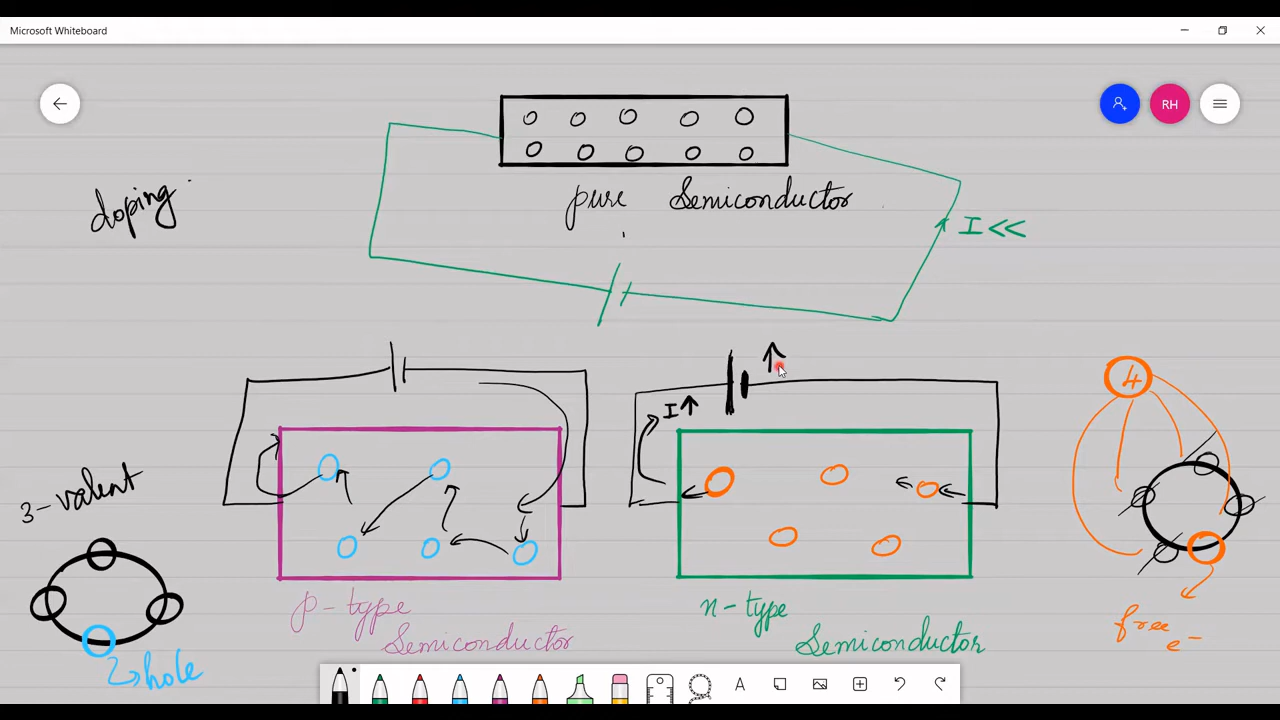 Microsoft Whiteboard
RH
doping
pure Semiconductor
I <<
I ↑
4
3-valent
hole
p-type
Semiconductor
n-type
Semiconductor
free
e-
A